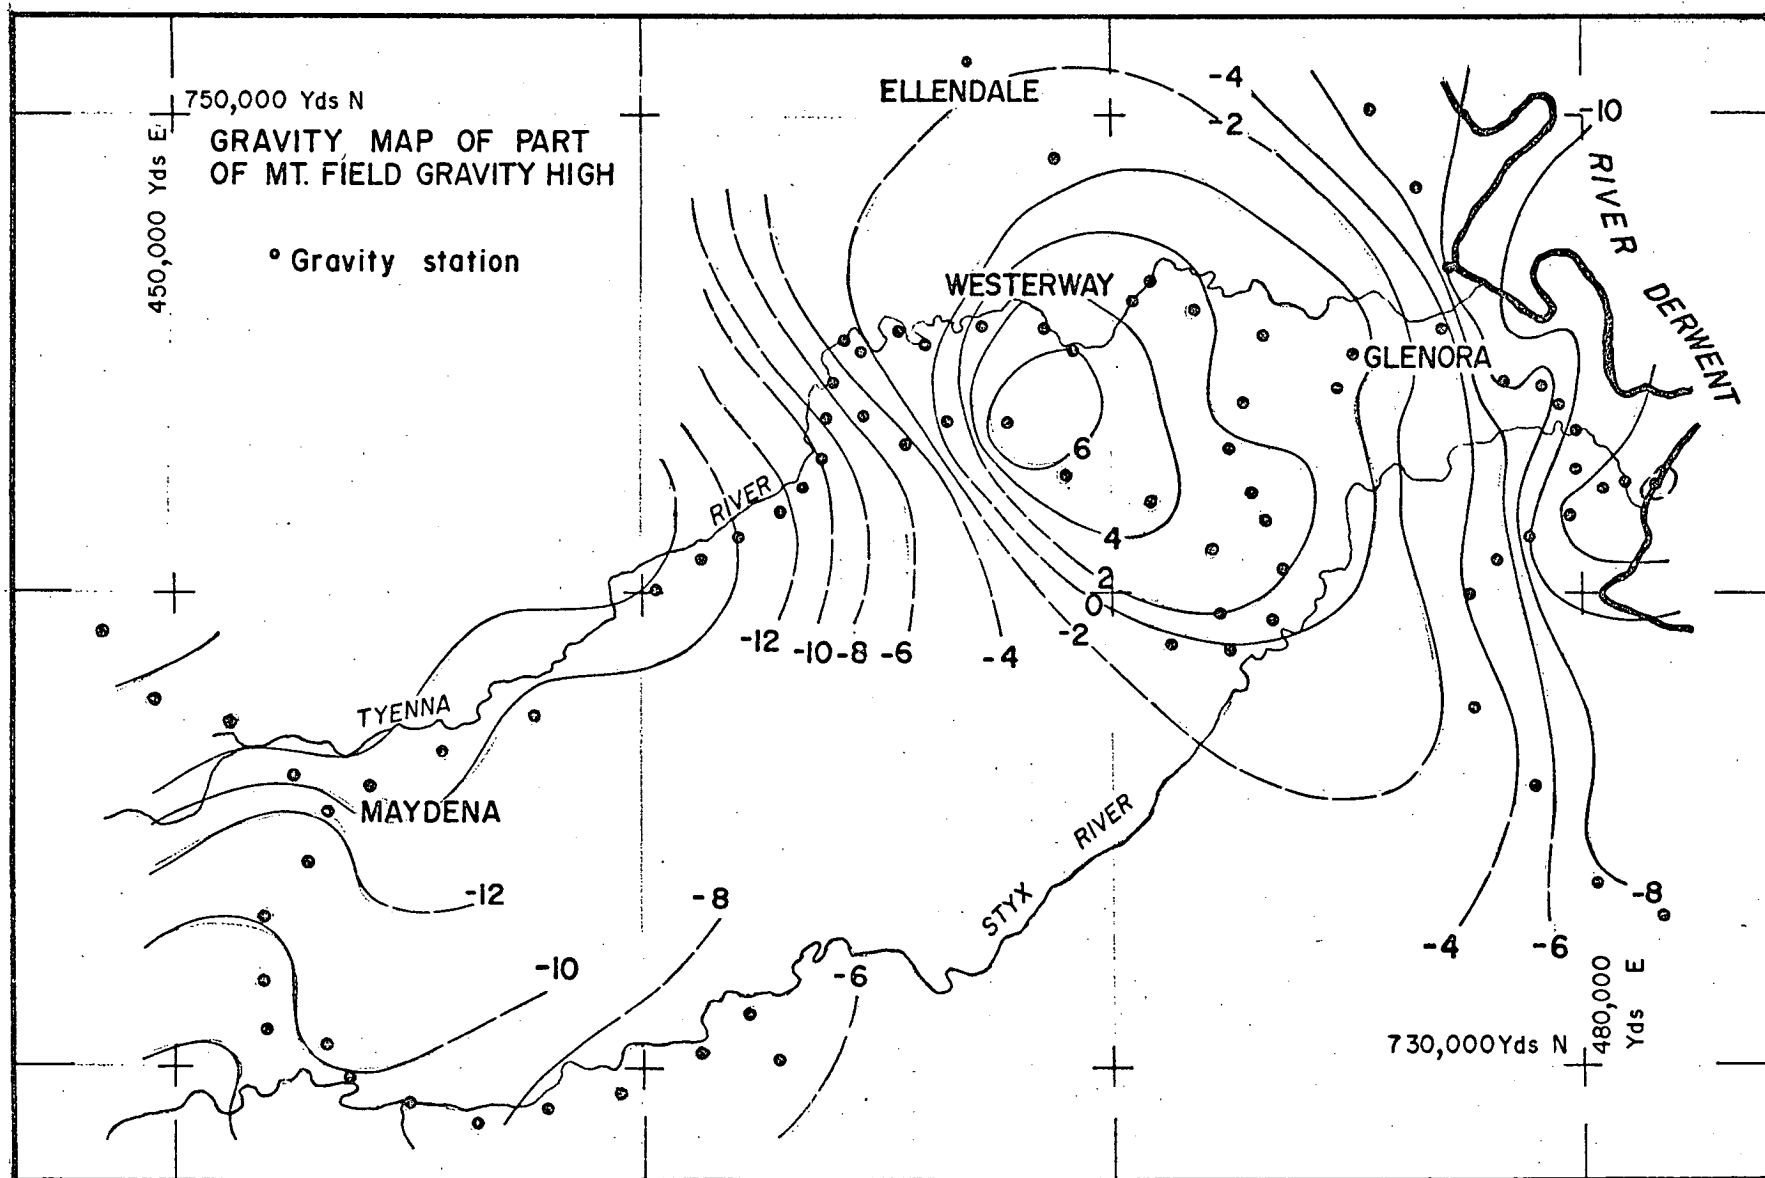 ELLENDALE
-4
-2
-10
750,000 Yds N
450,000 Yds E
GRAVITY MAP OF PART
OF MT. FIELD GRAVITY HIGH
Gravity station
RIVER
DERWENT
WESTERWAY
GLENORA
6
4
2
0
-2
RIVER
-12
-10
-8
-6
-4
TYENNA
MAYDENA
-12
-8
-10
-6
STYX
RIVER
-4
-6
-8
730,000 Yds N
480,000
Yds E